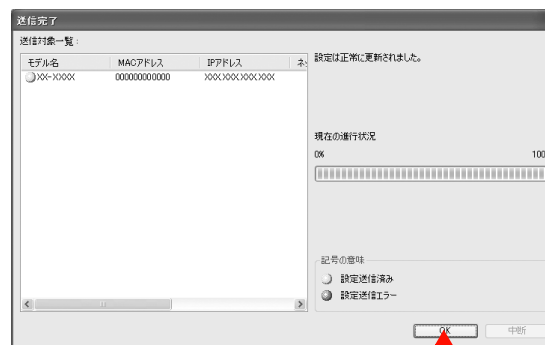 送信完了
送信対象一覧:
モデル名 MACアドレス IPアドレス ネッ
XX-XXXX 000000000000 XXX.XXX.XXX.XXX
設定は正常に更新されました。
現在の進行状況
0% 100
記号の意味
設定送信済み
設定送信エラー
OK 中断